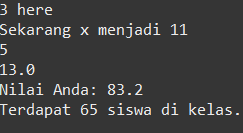 3 here
Sekarang x menjadi 11
5
13.0
Nilai Anda: 83.2
Terdapat 65 siswa di kelas.